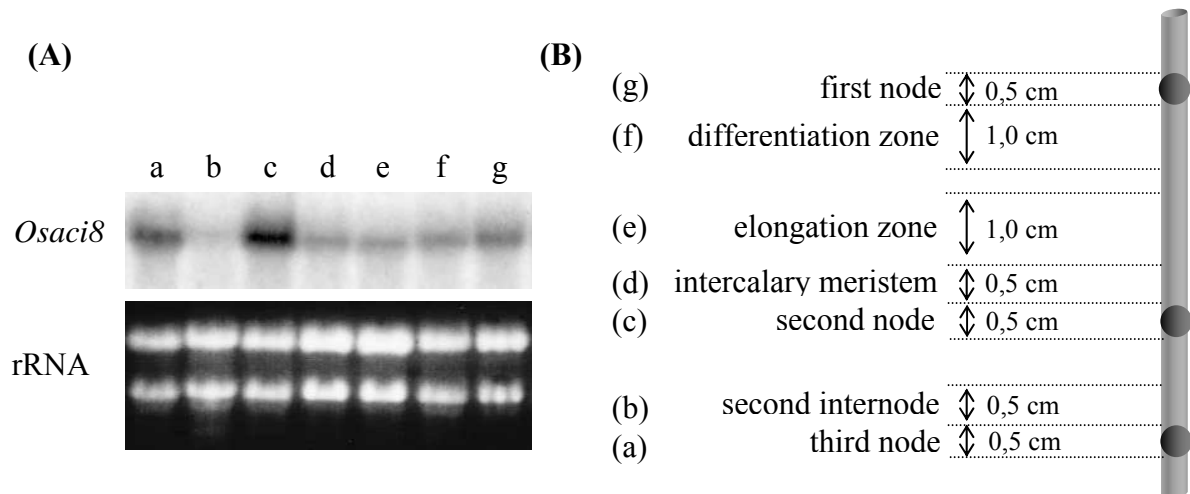 (A)
a b c d e f g
Osaci8
rRNA
(B)
(g) first node 0,5 cm
(f) differentiation zone 1,0 cm
(e) elongation zone 1,0 cm
(d) intercalary meristem 0,5 cm
(c) second node 0,5 cm
(b) second internode 0,5 cm
(a) third node 0,5 cm